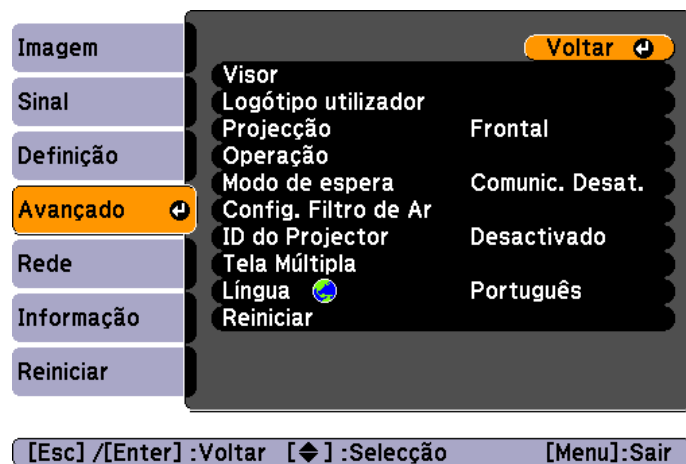 Imagem
Sinal
Definição
Avançado
Rede
Informação
Reiniciar
Voltar
Visor
Logótipo utilizador
Projecção Frontal
Operação
Modo de espera Comunic. Desat.
Config. Filtro de Ar
ID do Projector Desactivado
Tela Múltipla
Língua Português
Reiniciar
[Esc] /[Enter] :Voltar [◆] :Selecção [Menu]:Sair